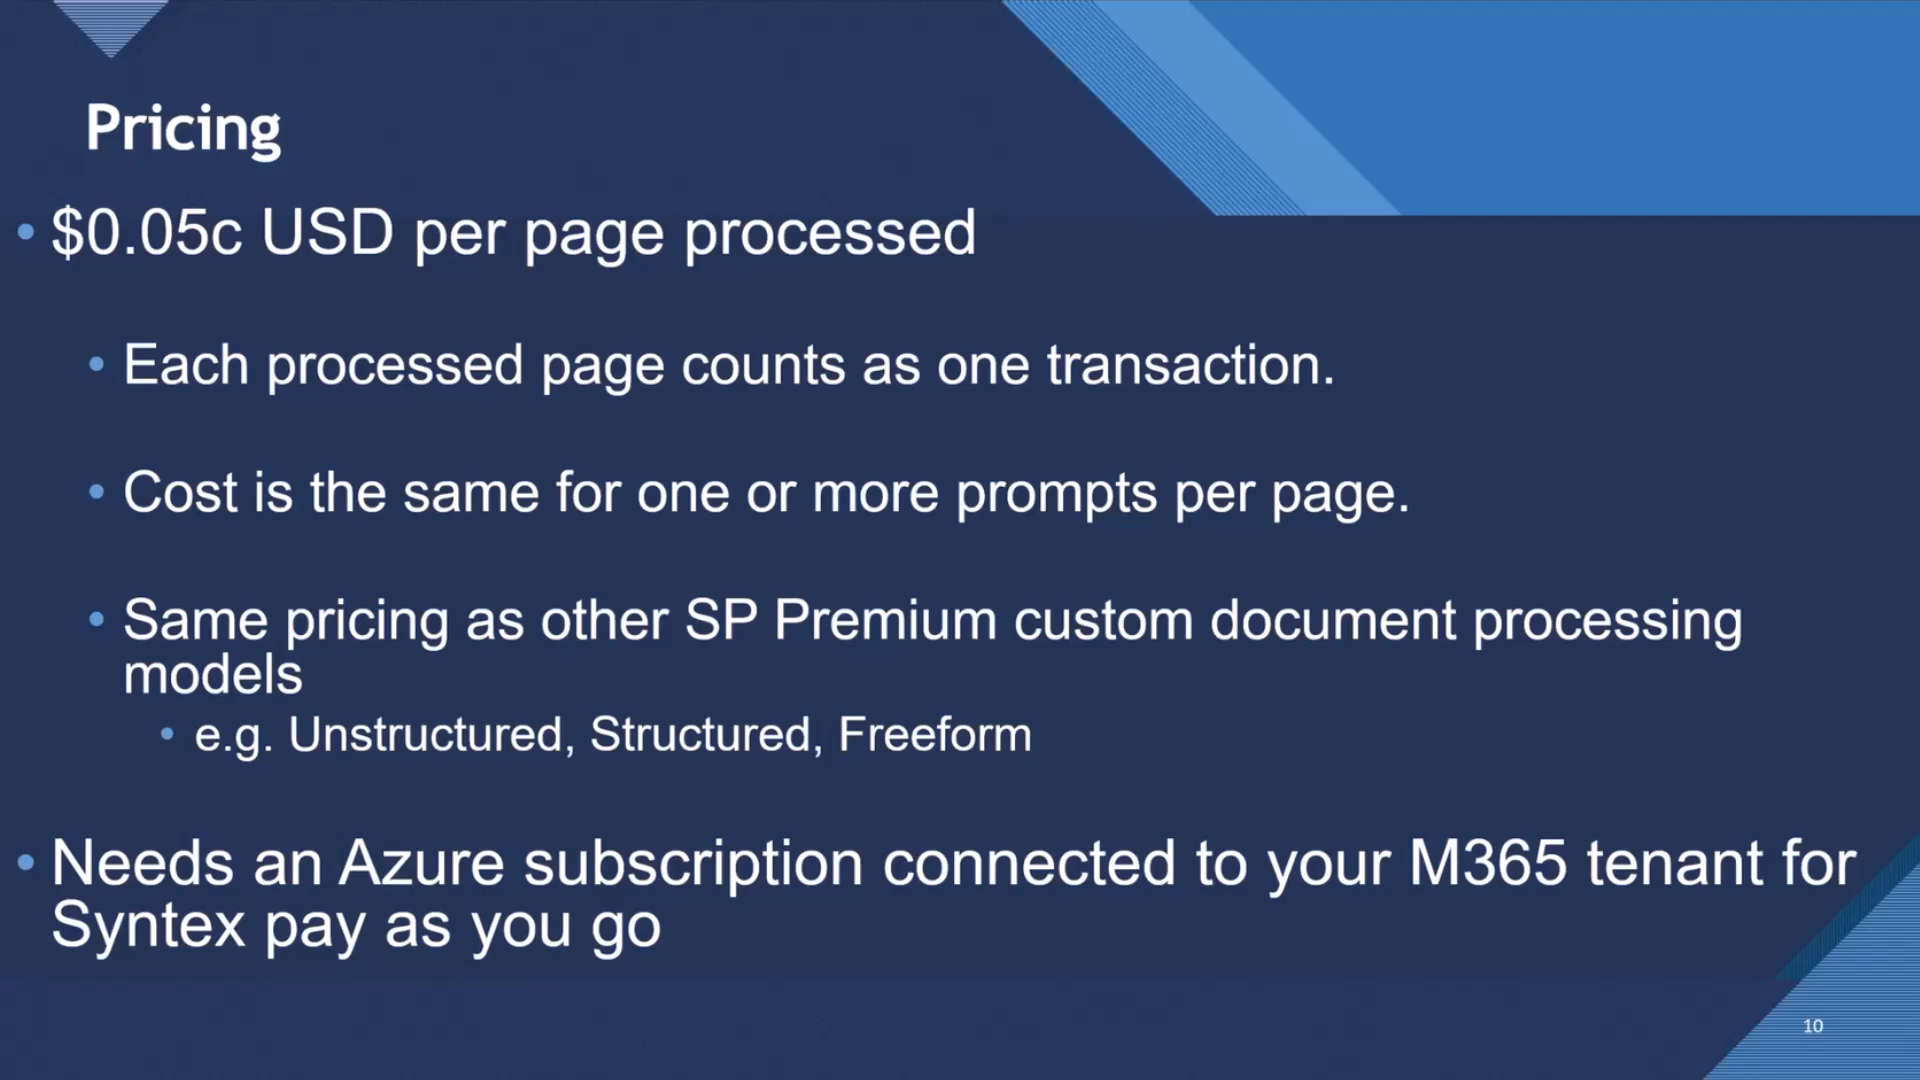 Pricing
• $0.05c USD per page processed
• Each processed page counts as one transaction.
• Cost is the same for one or more prompts per page.
• Same pricing as other SP Premium custom document processing
models
• e.g. Unstructured, Structured, Freeform
• Needs an Azure subscription connected to your M365 tenant for
Syntex pay as you go
10